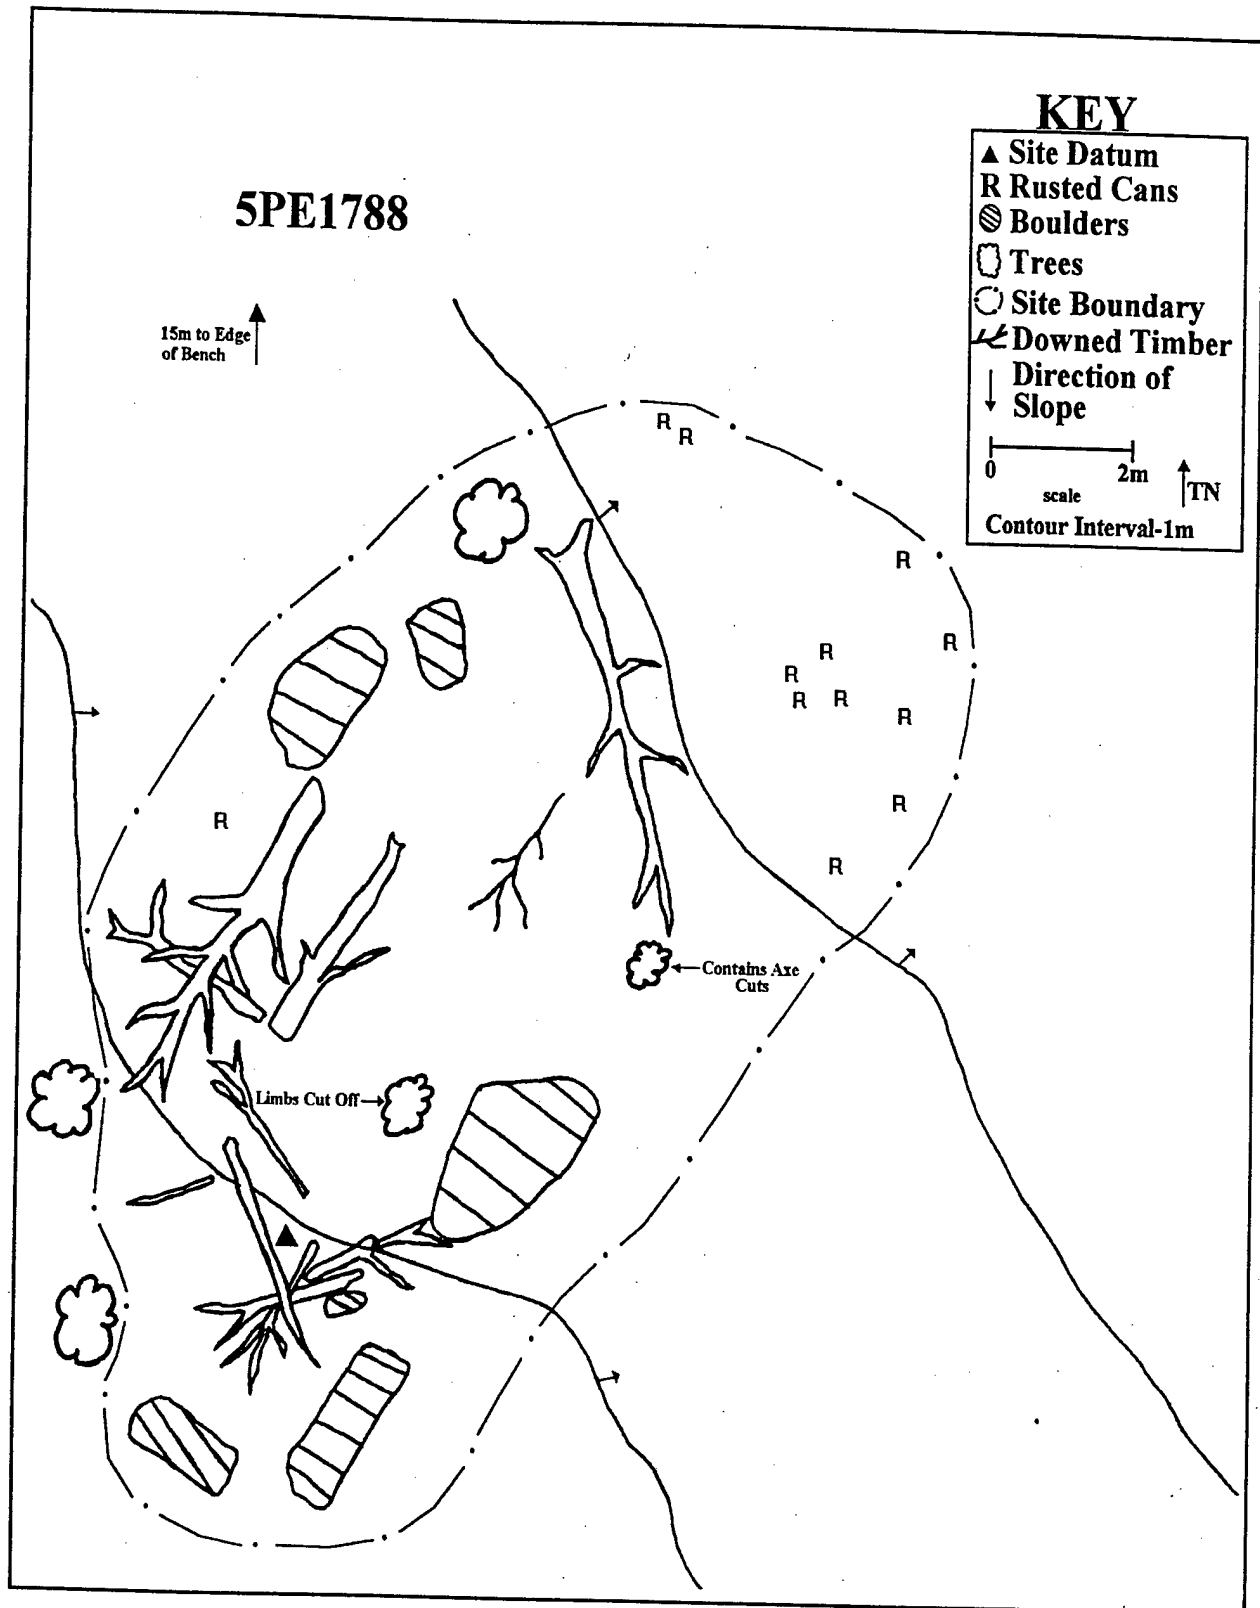 KEY
▲ Site Datum
R Rusted Cans
Boulders
Trees
Site Boundary
Downed Timber
Direction of
Slope
0 2m
scale
TN
Contour Interval-1m
5PE1788
15m to Edge
of Bench
R
R
R
R
R
R
R
R
R
R
R
R
Contains Axe
Cuts
Limbs Cut Off